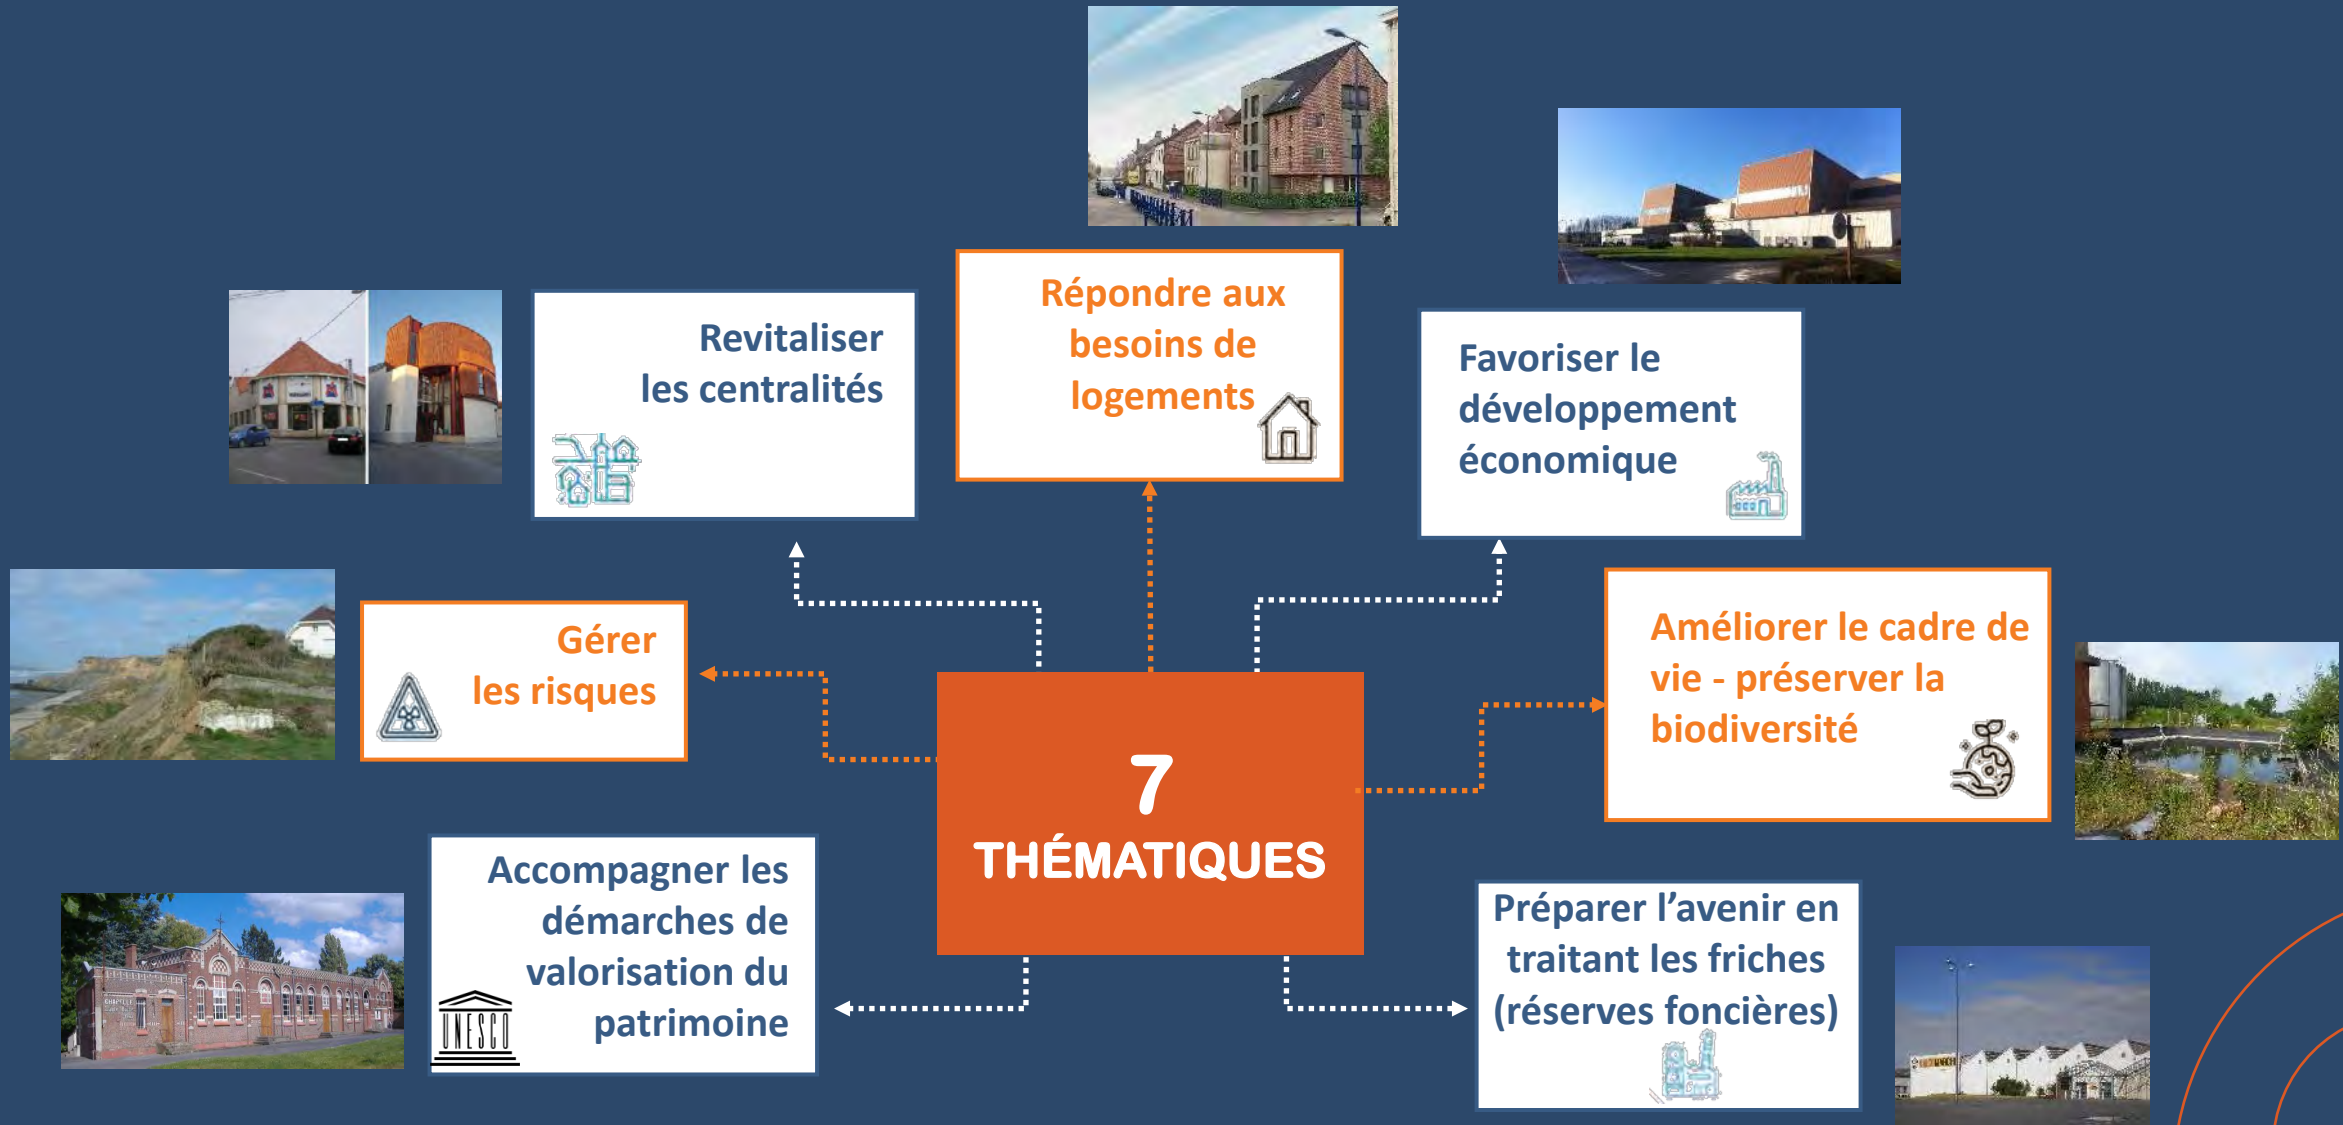 Répondre aux
besoins de
logements
Revitaliser
les centralités
Favoriser le
développement
économique
Gérer
les risques
Améliorer le cadre de
vie - préserver la
biodiversité
7
THÉMATIQUES
Accompagner les
démarches de
valorisation du
patrimoine
UNESCO
Préparer l’avenir en
traitant les friches
(réserves foncières)